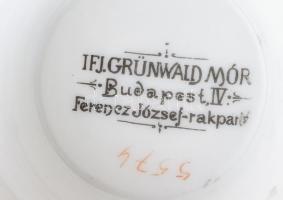 IFJ. GRÜNWALD MÓR
Budapest, IV.
Ferencz József-rakpart
5574